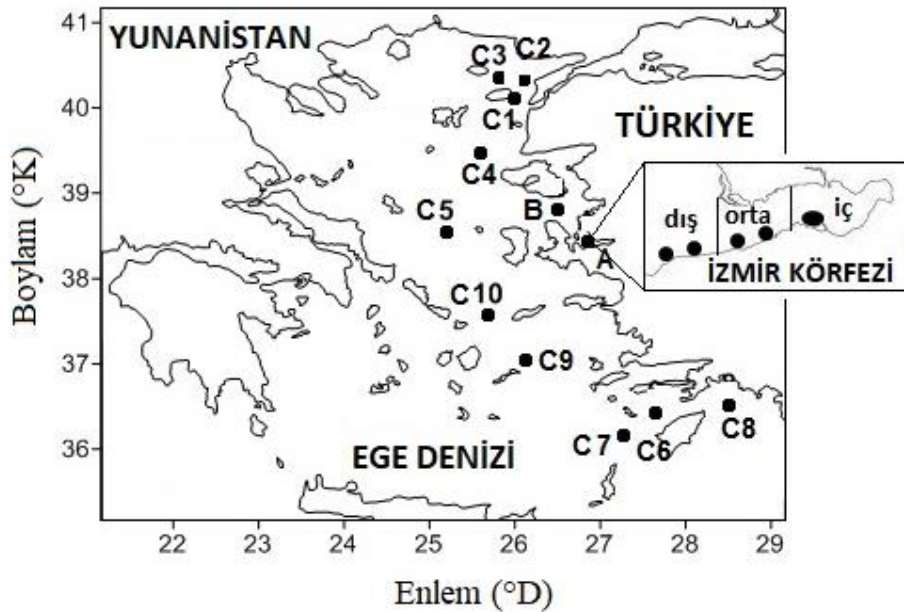 41
YUNANİSTAN
C3 C2
40
C1
TÜRKİYE
C4
39
B
dış orta iç
C5
A
İZMİR KÖRFEZİ
38
C10
37
C9
C8
36
C7 C6
EGE DENİZİ
22 23 24 25 26 27 28 29
Boylam (°K)
Enlem (°D)